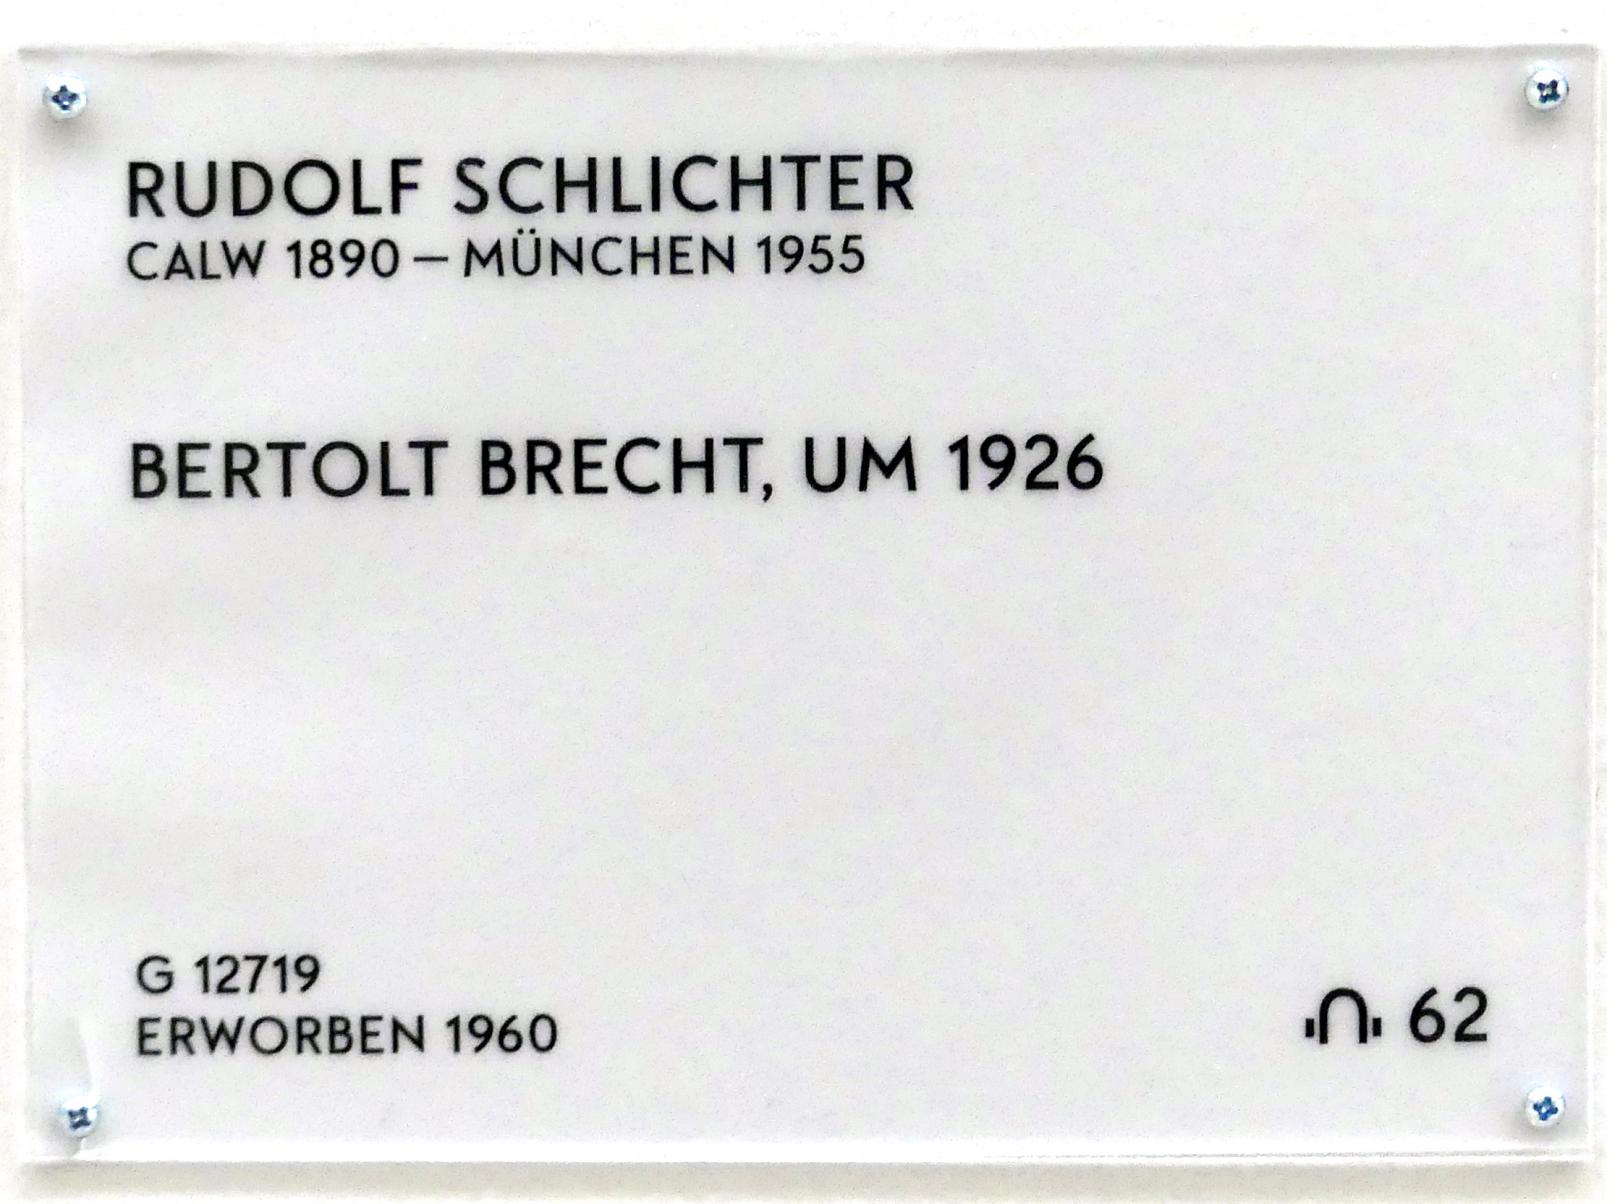 RUDOLF SCHLICHTER
CALW 1890 – MÜNCHEN 1955
BERTOLT BRECHT, UM 1926
G 12719
ERWORBEN 1960
62